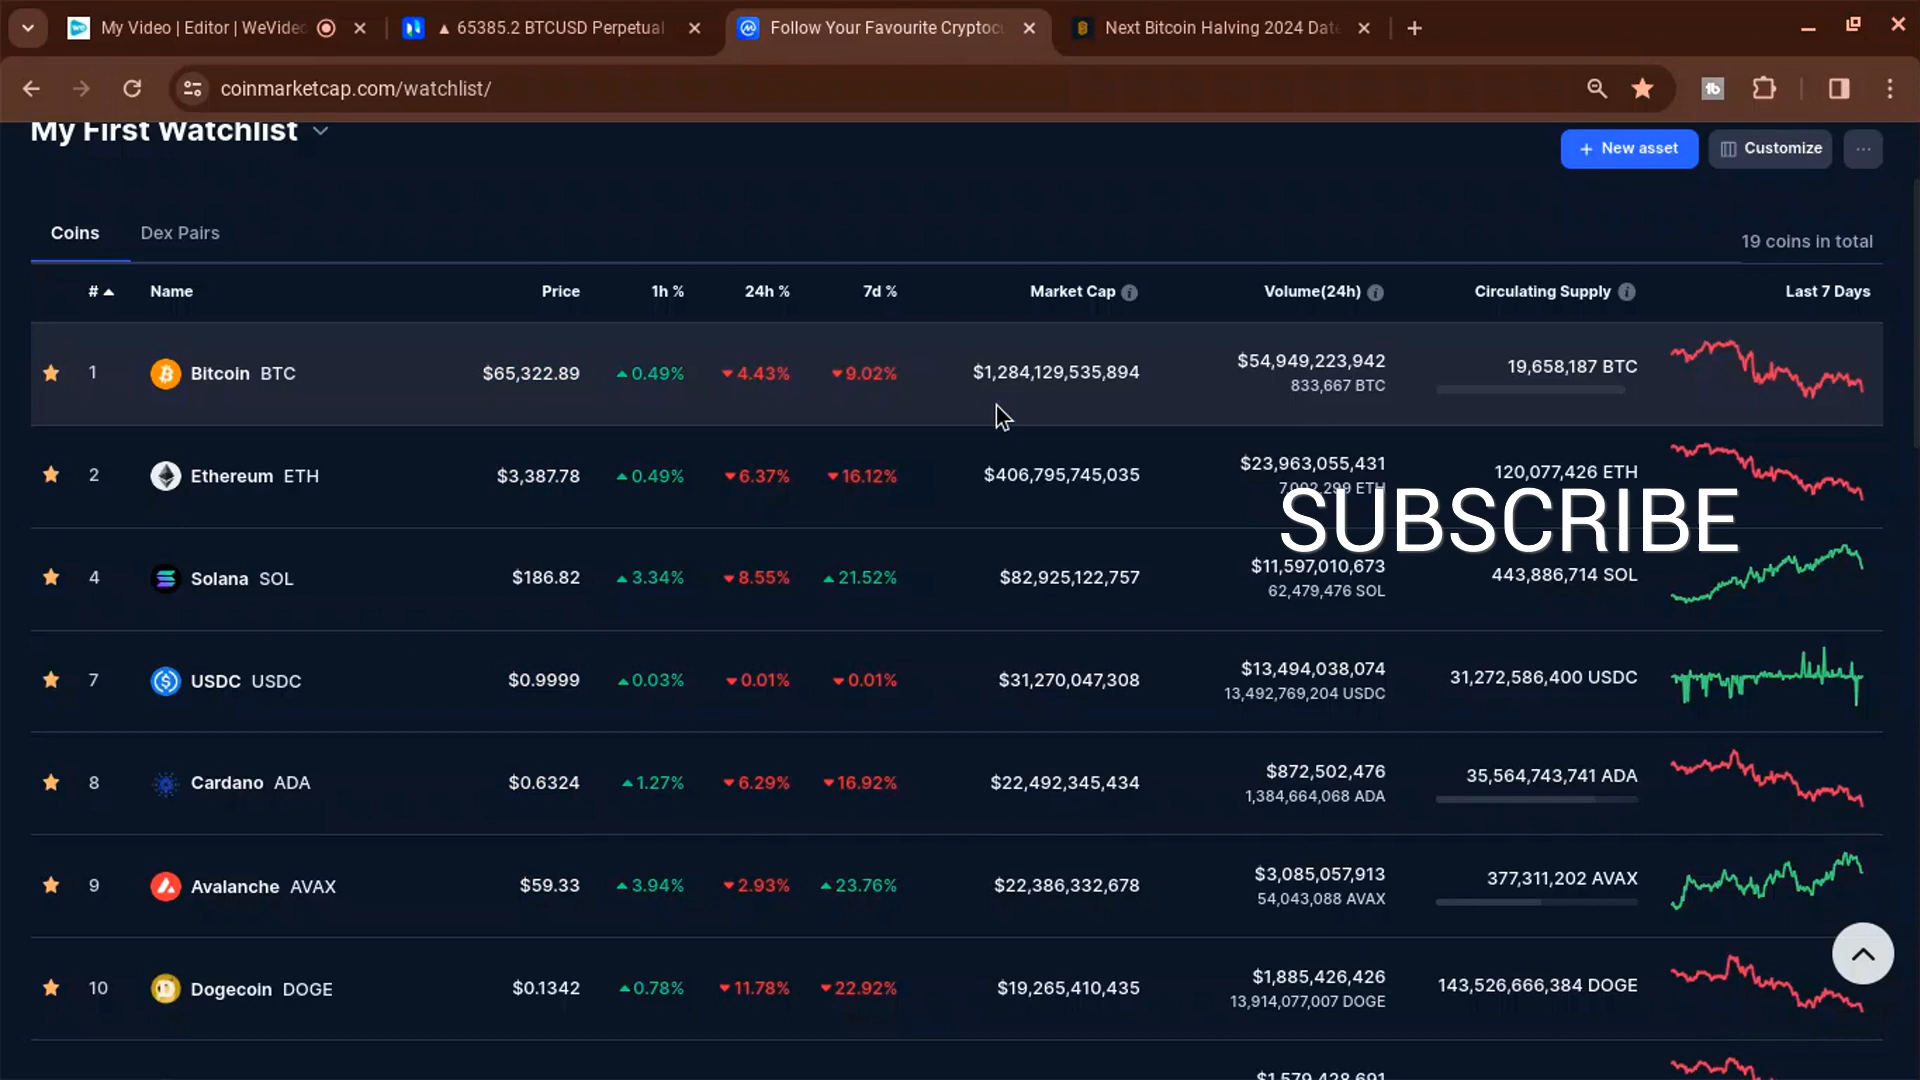 My Video | Editor | WeVideo
▲ 65385.2 BTCUSD Perpetual
Follow Your Favourite Cryptocu
Next Bitcoin Halving 2024 Date
coinmarketcap.com/watchlist/
My First Watchlist
+ New asset
Customize
Coins
Dex Pairs
19 coins in total
# Name Price 1h % 24h % 7d % Market Cap Volume(24h) Circulating Supply Last 7 Days
1 Bitcoin BTC $65,322.89 0.49% 4.43% 9.02% $1,284,129,535,894 $54,949,223,942 19,658,187 BTC
833,667 BTC
2 Ethereum ETH $3,387.78 0.49% 6.37% 16.12% $406,795,745,035 $23,963,055,431 120,077,426 ETH
7,092,299 ETH
SUBSCRIBE
4 Solana SOL $186.82 3.34% 8.55% 21.52% $82,925,122,757 $11,597,010,673 443,886,714 SOL
62,479,476 SOL
7 USDC USDC $0.9999 0.03% 0.01% 0.01% $31,270,047,308 $13,494,038,074 31,272,586,400 USDC
13,492,769,204 USDC
8 Cardano ADA $0.6324 1.27% 6.29% 16.92% $22,492,345,434 $872,502,476 35,564,743,741 ADA
1,384,664,068 ADA
9 Avalanche AVAX $59.33 3.94% 2.93% 23.76% $22,386,332,678 $3,085,057,913 377,311,202 AVAX
54,043,088 AVAX
10 Dogecoin DOGE $0.1342 0.78% 11.78% 22.92% $19,265,410,435 $1,885,426,426 143,526,666,384 DOGE
13,914,077,007 DOGE
$1,579,428,691